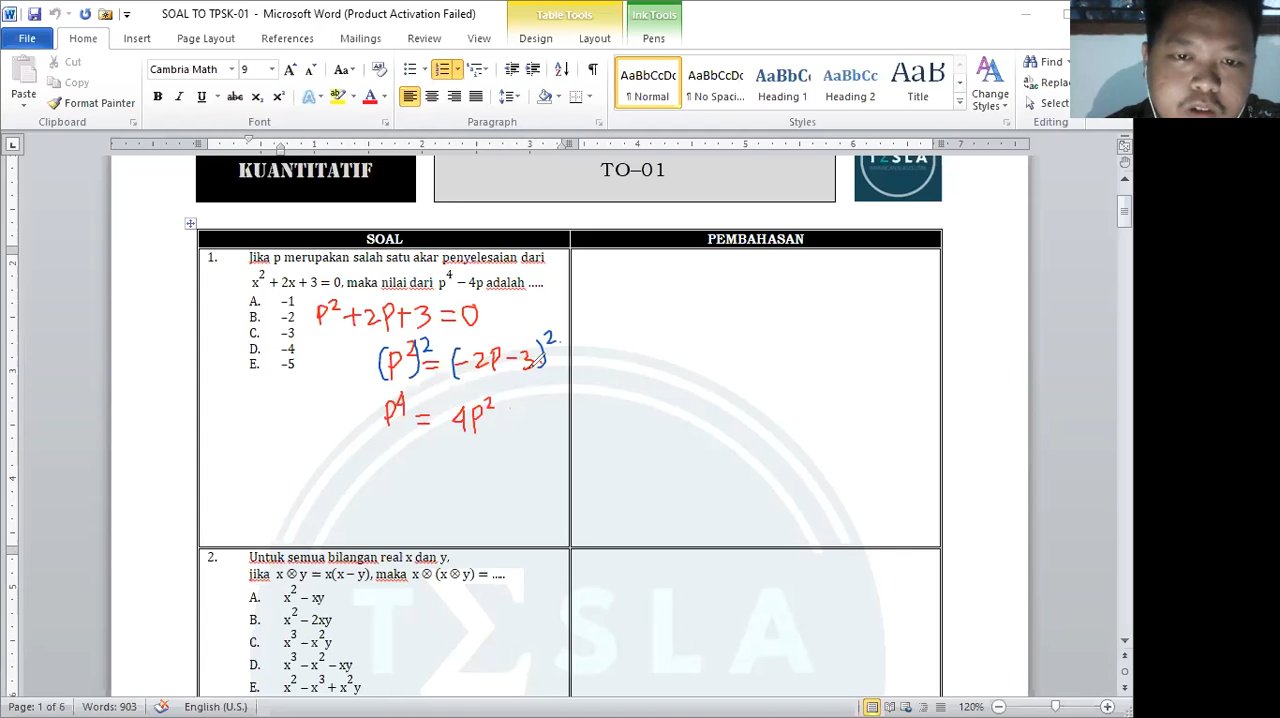 SOAL TO TPSK-01 - Microsoft Word (Product Activation Failed)
Table Tools
Ink Tools
File Home Insert Page Layout References Mailings Review View Design Layout Pens
Paste
Cut
Copy
Format Painter
Cambria Math 9
AaBbCcDc AaBbCcDc AaBbCc AaBbCc AaB
¶ Normal ¶ No Spaci... Heading 1 Heading 2 Title
Change Styles
Find
Replace
Select
Clipboard Font Paragraph Styles Editing
KUANTITATIF
TO–01
TΣSLA
SOAL PEMBAHASAN
1. Jika p merupakan salah satu akar penyelesaian dari
x² + 2x + 3 = 0, maka nilai dari p⁴ − 4p adalah .....
A. −1
B. −2
C. −3
D. −4
E. −5
p² + 2p + 3 = 0
(p²)² = (−2p − 3)²
p⁴ = 4p²
2. Untuk semua bilangan real x dan y,
jika x ⊗ y = x(x − y), maka x ⊗ (x ⊗ y) = .....
A. x² − xy
B. x² − 2xy
C. x³ − x²y
D. x³ − x² − xy
E. x² − x³ + x²y
TΣSLA
Page: 1 of 6 Words: 903 English (U.S.) 120%